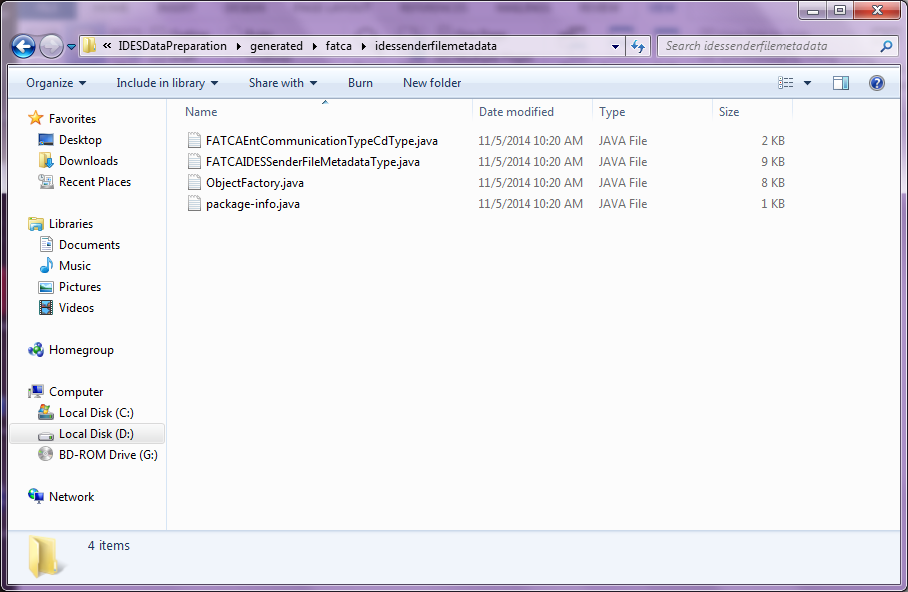 « IDESDataPreparation generated fatca idessenderfilemetadata Search idessenderfilemetadata
Organize Include in library Share with Burn New folder
Name Date modified Type Size
FATCAEntCommunicationTypeCdType.java 11/5/2014 10:20 AM JAVA File 2 KB
FATCAIDESSenderFileMetadataType.java 11/5/2014 10:20 AM JAVA File 9 KB
ObjectFactory.java 11/5/2014 10:20 AM JAVA File 8 KB
package-info.java 11/5/2014 10:20 AM JAVA File 1 KB
Favorites
Desktop
Downloads
Recent Places
Libraries
Documents
Music
Pictures
Videos
Homegroup
Computer
Local Disk (C:)
Local Disk (D:)
BD-ROM Drive (G:)
Network
4 items